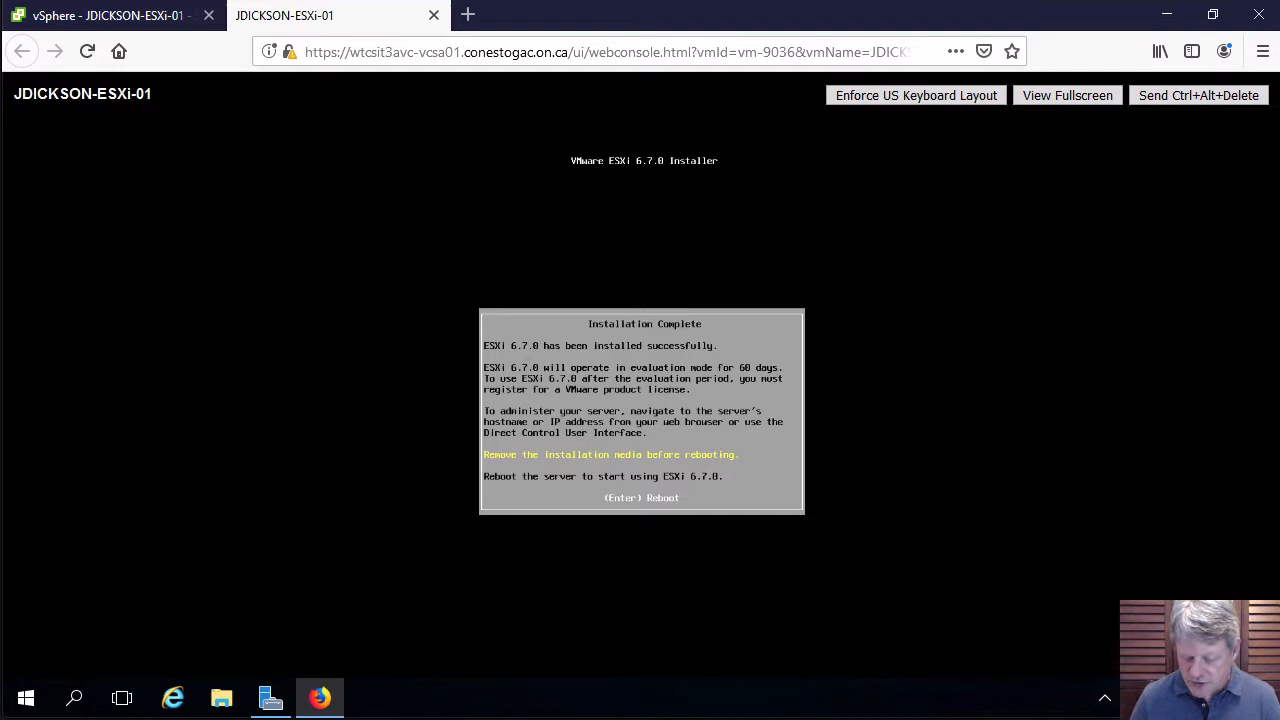 vSphere - JDICKSON-ESXi-01 -
JDICKSON-ESXi-01
https://wtcsit3avc-vcsa01.conestogac.on.ca/ui/webconsole.html?vmId=vm-9036&vmName=JDICKS
JDICKSON-ESXi-01
Enforce US Keyboard Layout
View Fullscreen
Send Ctrl+Alt+Delete
VMware ESXi 6.7.0 Installer
Installation Complete
ESXi 6.7.0 has been installed successfully.
ESXi 6.7.0 will operate in evaluation mode for 60 days.
To use ESXi 6.7.0 after the evaluation period, you must
register for a VMware product license.
To administer your server, navigate to the server's
hostname or IP address from your web browser or use the
Direct Control User Interface.
Remove the installation media before rebooting.
Reboot the server to start using ESXi 6.7.0.
(Enter) Reboot